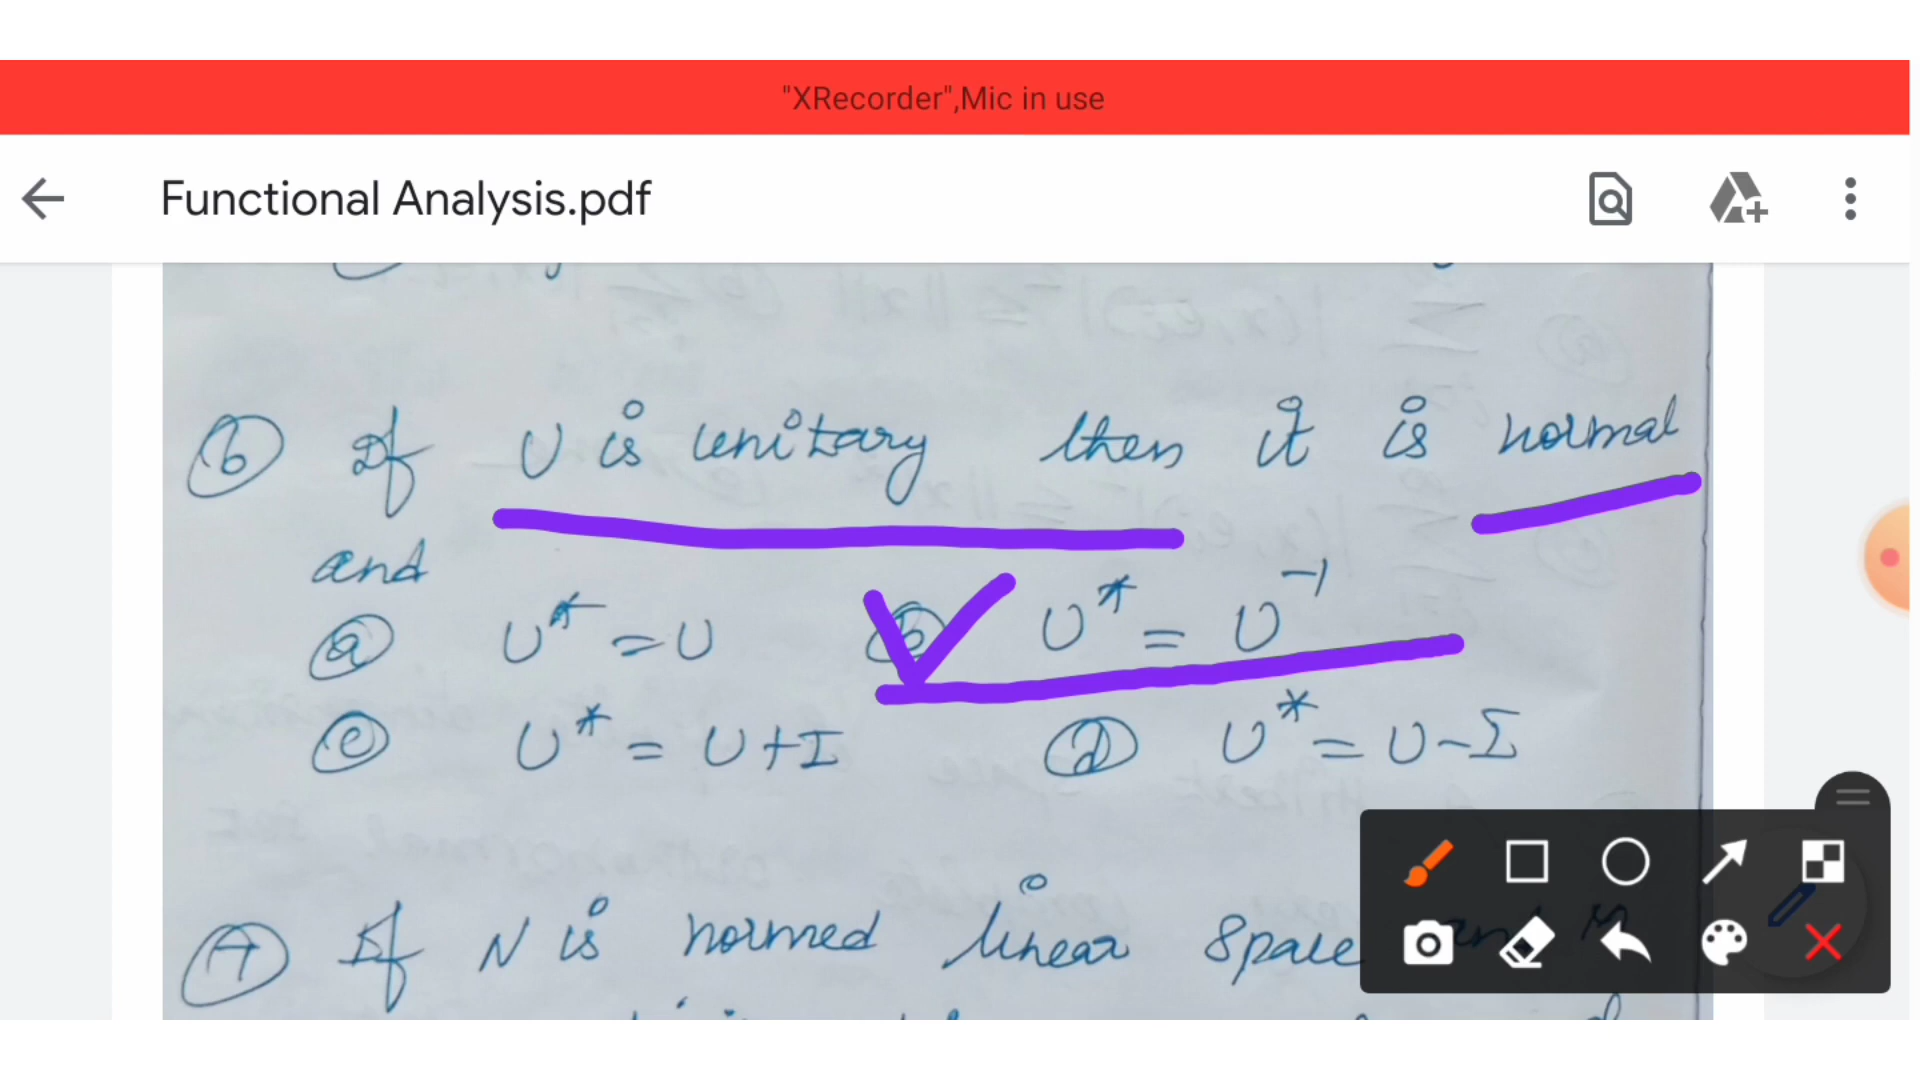 "XRecorder",Mic in use
Functional Analysis.pdf
⑥ If U is unitary then it is normal
and
ⓐ U* = U ⓑ U* = U⁻¹
ⓒ U* = U+I ⓓ U* = U-I
⑦ If N is normed linear space and M